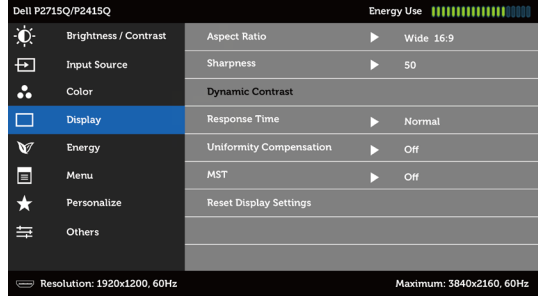 Dell P2715Q/P2415Q Energy Use
Brightness / Contrast Aspect Ratio Wide 16:9
Input Source Sharpness 50
Color Dynamic Contrast
Display Response Time Normal
Energy Uniformity Compensation Off
Menu MST Off
Personalize Reset Display Settings
Others
Resolution: 1920x1200, 60Hz Maximum: 3840x2160, 60Hz